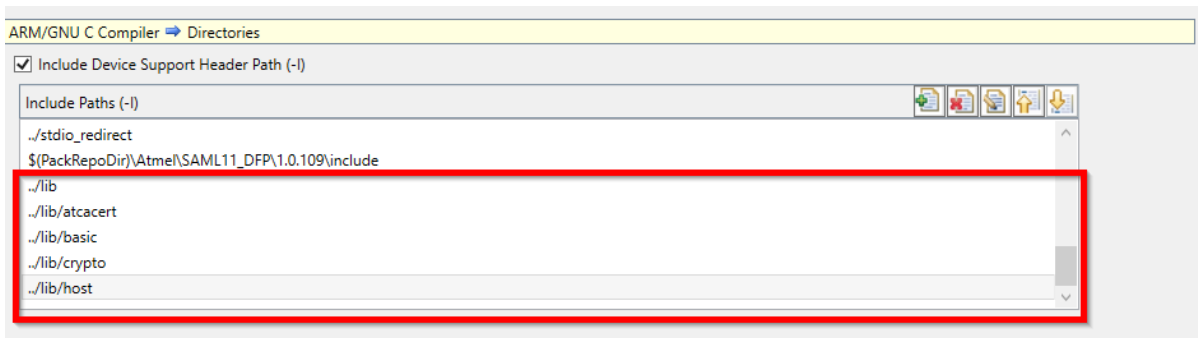 ARM/GNU C Compiler ➡ Directories
Include Device Support Header Path (-I)
Include Paths (-I)
../stdio_redirect
$(PackRepoDir)\Atmel\SAML11_DFP\1.0.109\include
../lib
../lib/atcacert
../lib/basic
../lib/crypto
../lib/host